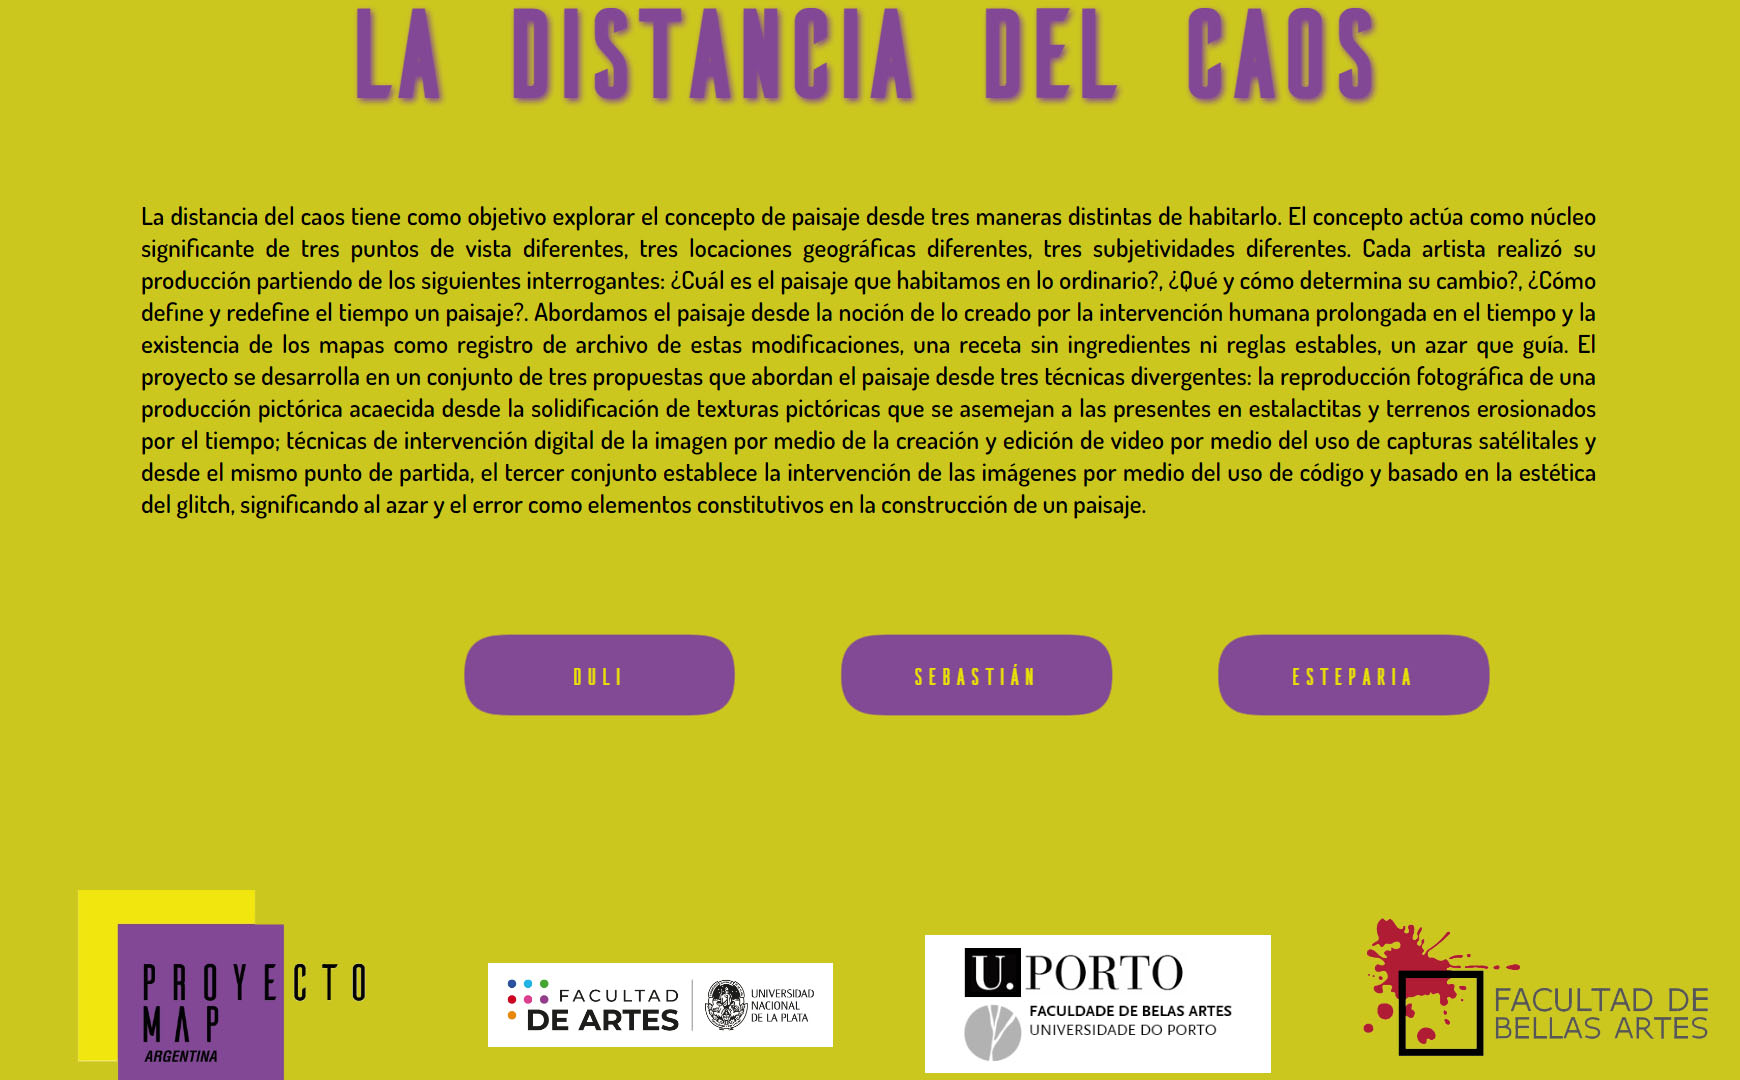 LA DISTANCIA DEL CAOS
La distancia del caos tiene como objetivo explorar el concepto de paisaje desde tres maneras distintas de habitarlo. El concepto actúa como núcleo
significante de tres puntos de vista diferentes, tres locaciones geográficas diferentes, tres subjetividades diferentes. Cada artista realizó su
producción partiendo de los siguientes interrogantes: ¿Cuál es el paisaje que habitamos en lo ordinario?, ¿Qué y cómo determina su cambio?, ¿Cómo
define y redefine el tiempo un paisaje?. Abordamos el paisaje desde la noción de lo creado por la intervención humana prolongada en el tiempo y la
existencia de los mapas como registro de archivo de estas modificaciones, una receta sin ingredientes ni reglas estables, un azar que guía. El
proyecto se desarrolla en un conjunto de tres propuestas que abordan el paisaje desde tres técnicas divergentes: la reproducción fotográfica de una
producción pictórica acaecida desde la solidificación de texturas pictóricas que se asemejan a las presentes en estalactitas y terrenos erosionados
por el tiempo; técnicas de intervención digital de la imagen por medio de la creación y edición de video por medio del uso de capturas satélitales y
desde el mismo punto de partida, el tercer conjunto establece la intervención de las imágenes por medio del uso de código y basado en la estética
del glitch, significando al azar y el error como elementos constitutivos en la construcción de un paisaje.
DULI
SEBASTIÁN
ESTEPARIA
PROYECTO
MAP
ARGENTINA
FACULTAD
DE ARTES
UNIVERSIDAD
NACIONAL
DE LA PLATA
U.PORTO
FACULDADE DE BELAS ARTES
UNIVERSIDADE DO PORTO
FACULTAD DE
BELLAS ARTES